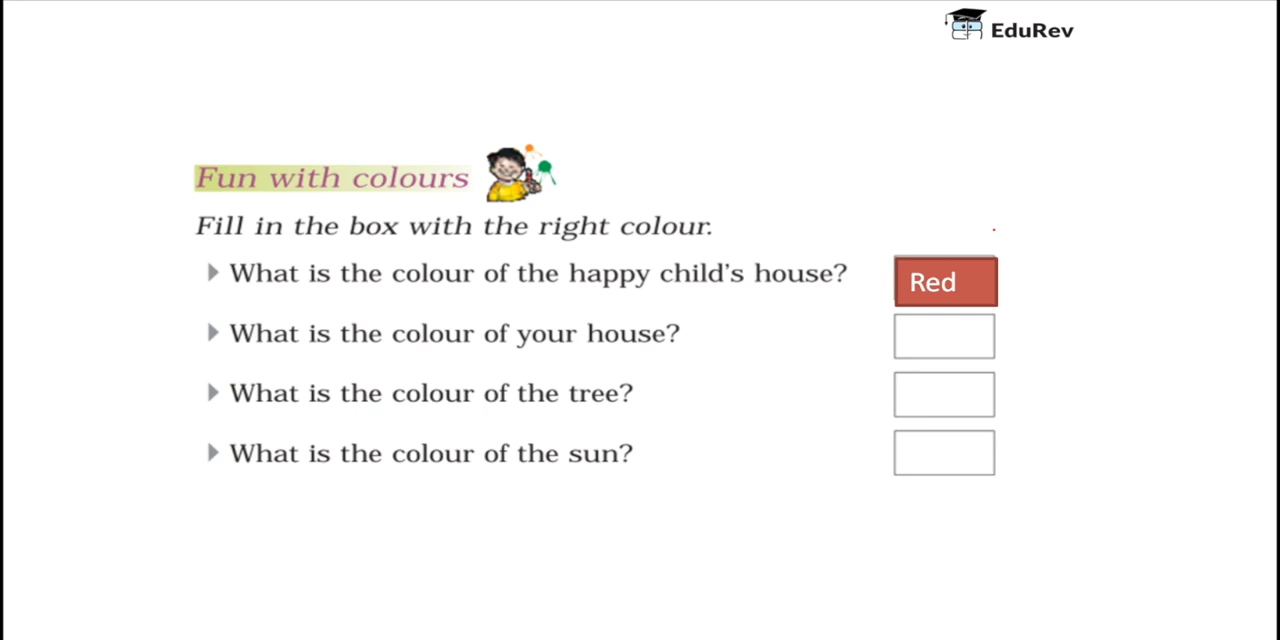 EduRev
Fun with colours
Fill in the box with the right colour.
What is the colour of the happy child's house?
Red
What is the colour of your house?
What is the colour of the tree?
What is the colour of the sun?